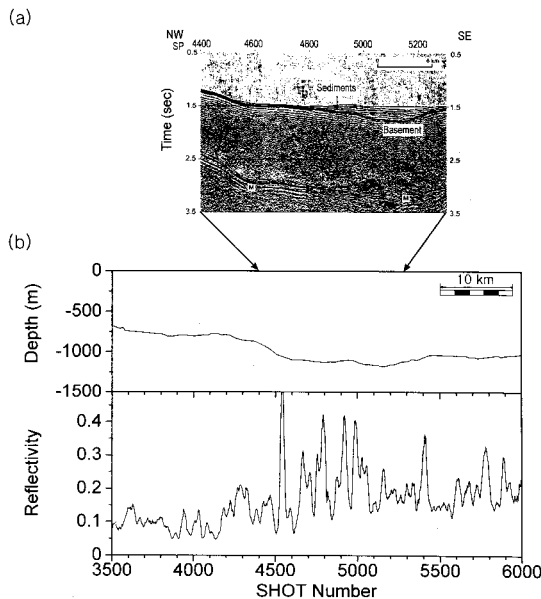 (a)
NW SE
SP
4400 4600 4800 5000 5200
0.5 0.5
Sediments
1.5 1.5
Basement
Time (sec)
2.5 2.5
M M
3.5 3.5
(b)
10 km
0
-500
-1000
-1500
Depth (m)
0.4
0.3
0.2
0.1
0
Reflectivity
3500 4000 4500 5000 5500 6000
SHOT Number